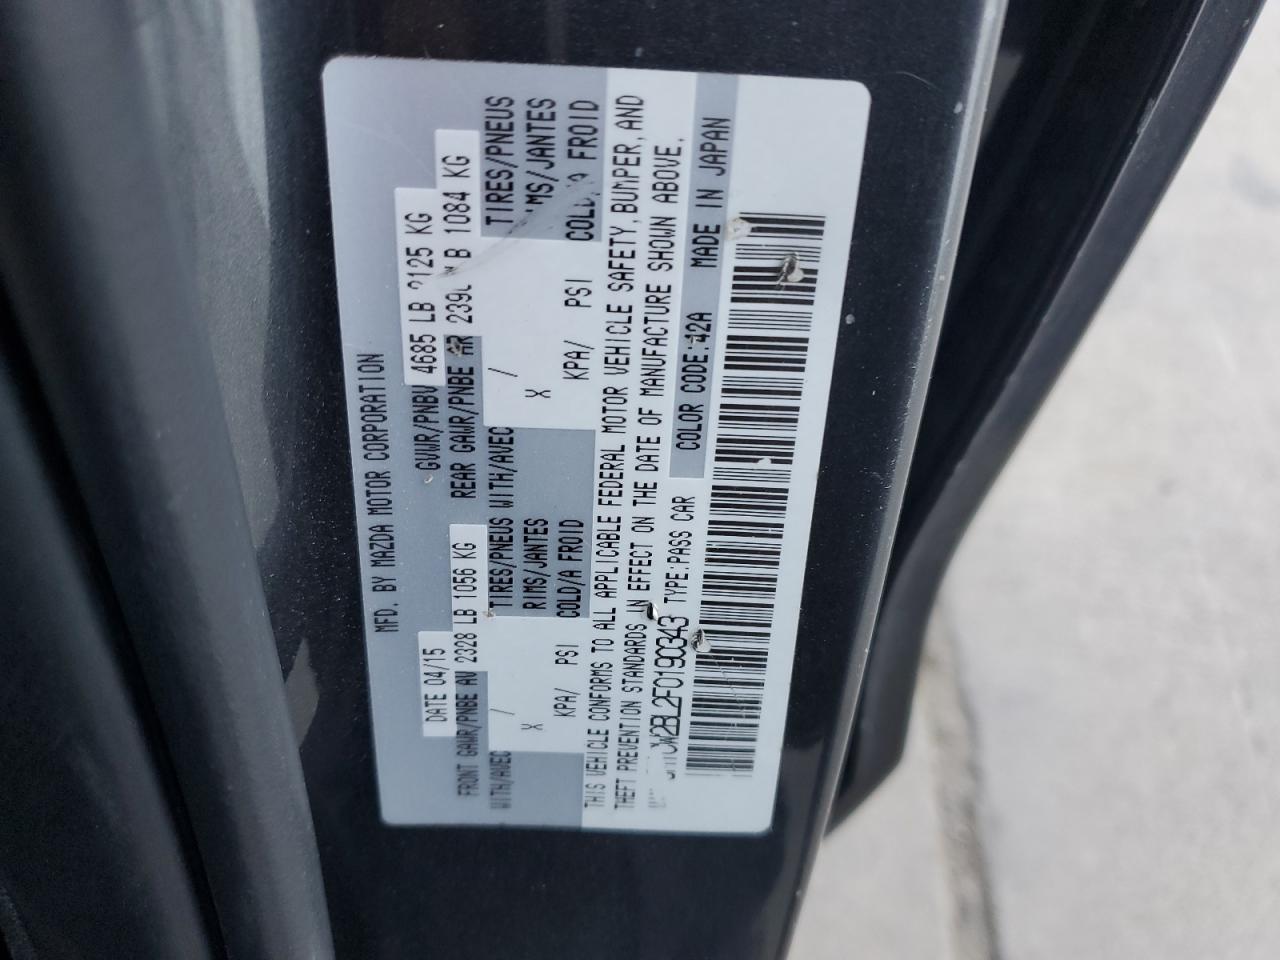 MFD. BY MAZDA MOTOR CORPORATION
DATE 04/15 GVWR/PNBV 4685 LB 2125 KG
FRONT GAWR/PNBE AV 2328 LB 1056 KG REAR GAWR/PNBE AR LB 1084 KG
WITH/AVEC TIRES/PNEUS WITH/AVEC TIRES/PNEUS
X / RIMS/JANTES X / RIMS/JANTES
KPA/ PSI COLD/A FROID KPA/ PSI COLD/A FROID
THIS VEHICLE CONFORMS TO ALL APPLICABLE FEDERAL MOTOR VEHICLE SAFETY, BUMPER, AND
THEFT PREVENTION STANDARDS IN EFFECT ON THE DATE OF MANUFACTURE SHOWN ABOVE.
W2BL2F0190343 TYPE:PASS CAR COLOR CODE:42A MADE IN JAPAN